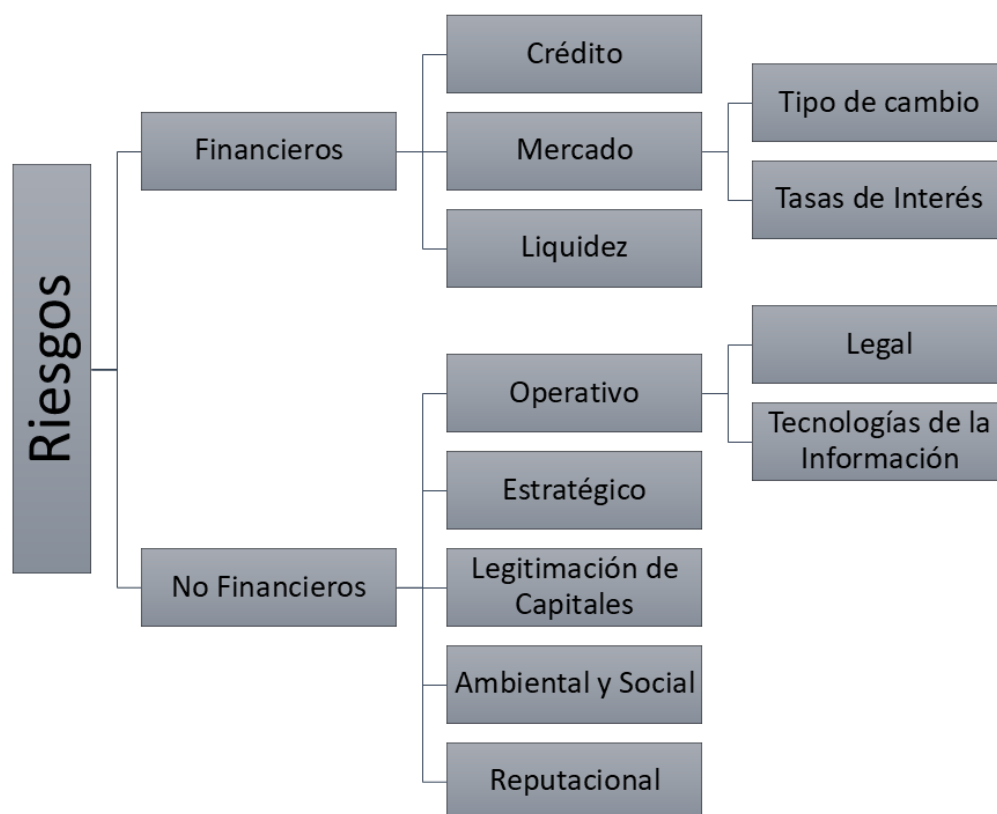 Riesgos
Financieros
Crédito
Mercado
Tipo de cambio
Tasas de Interés
Liquidez
No Financieros
Operativo
Legal
Tecnologías de la
Información
Estratégico
Legitimación de
Capitales
Ambiental y Social
Reputacional